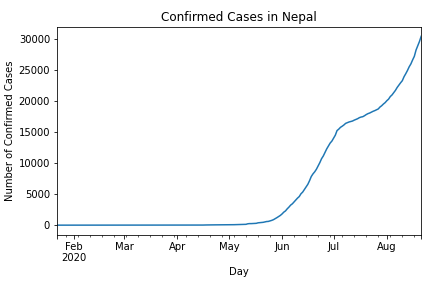 Confirmed Cases in Nepal
30000
25000
20000
15000
10000
5000
0
Number of Confirmed Cases
Feb Mar Apr May Jun Jul Aug
2020
Day